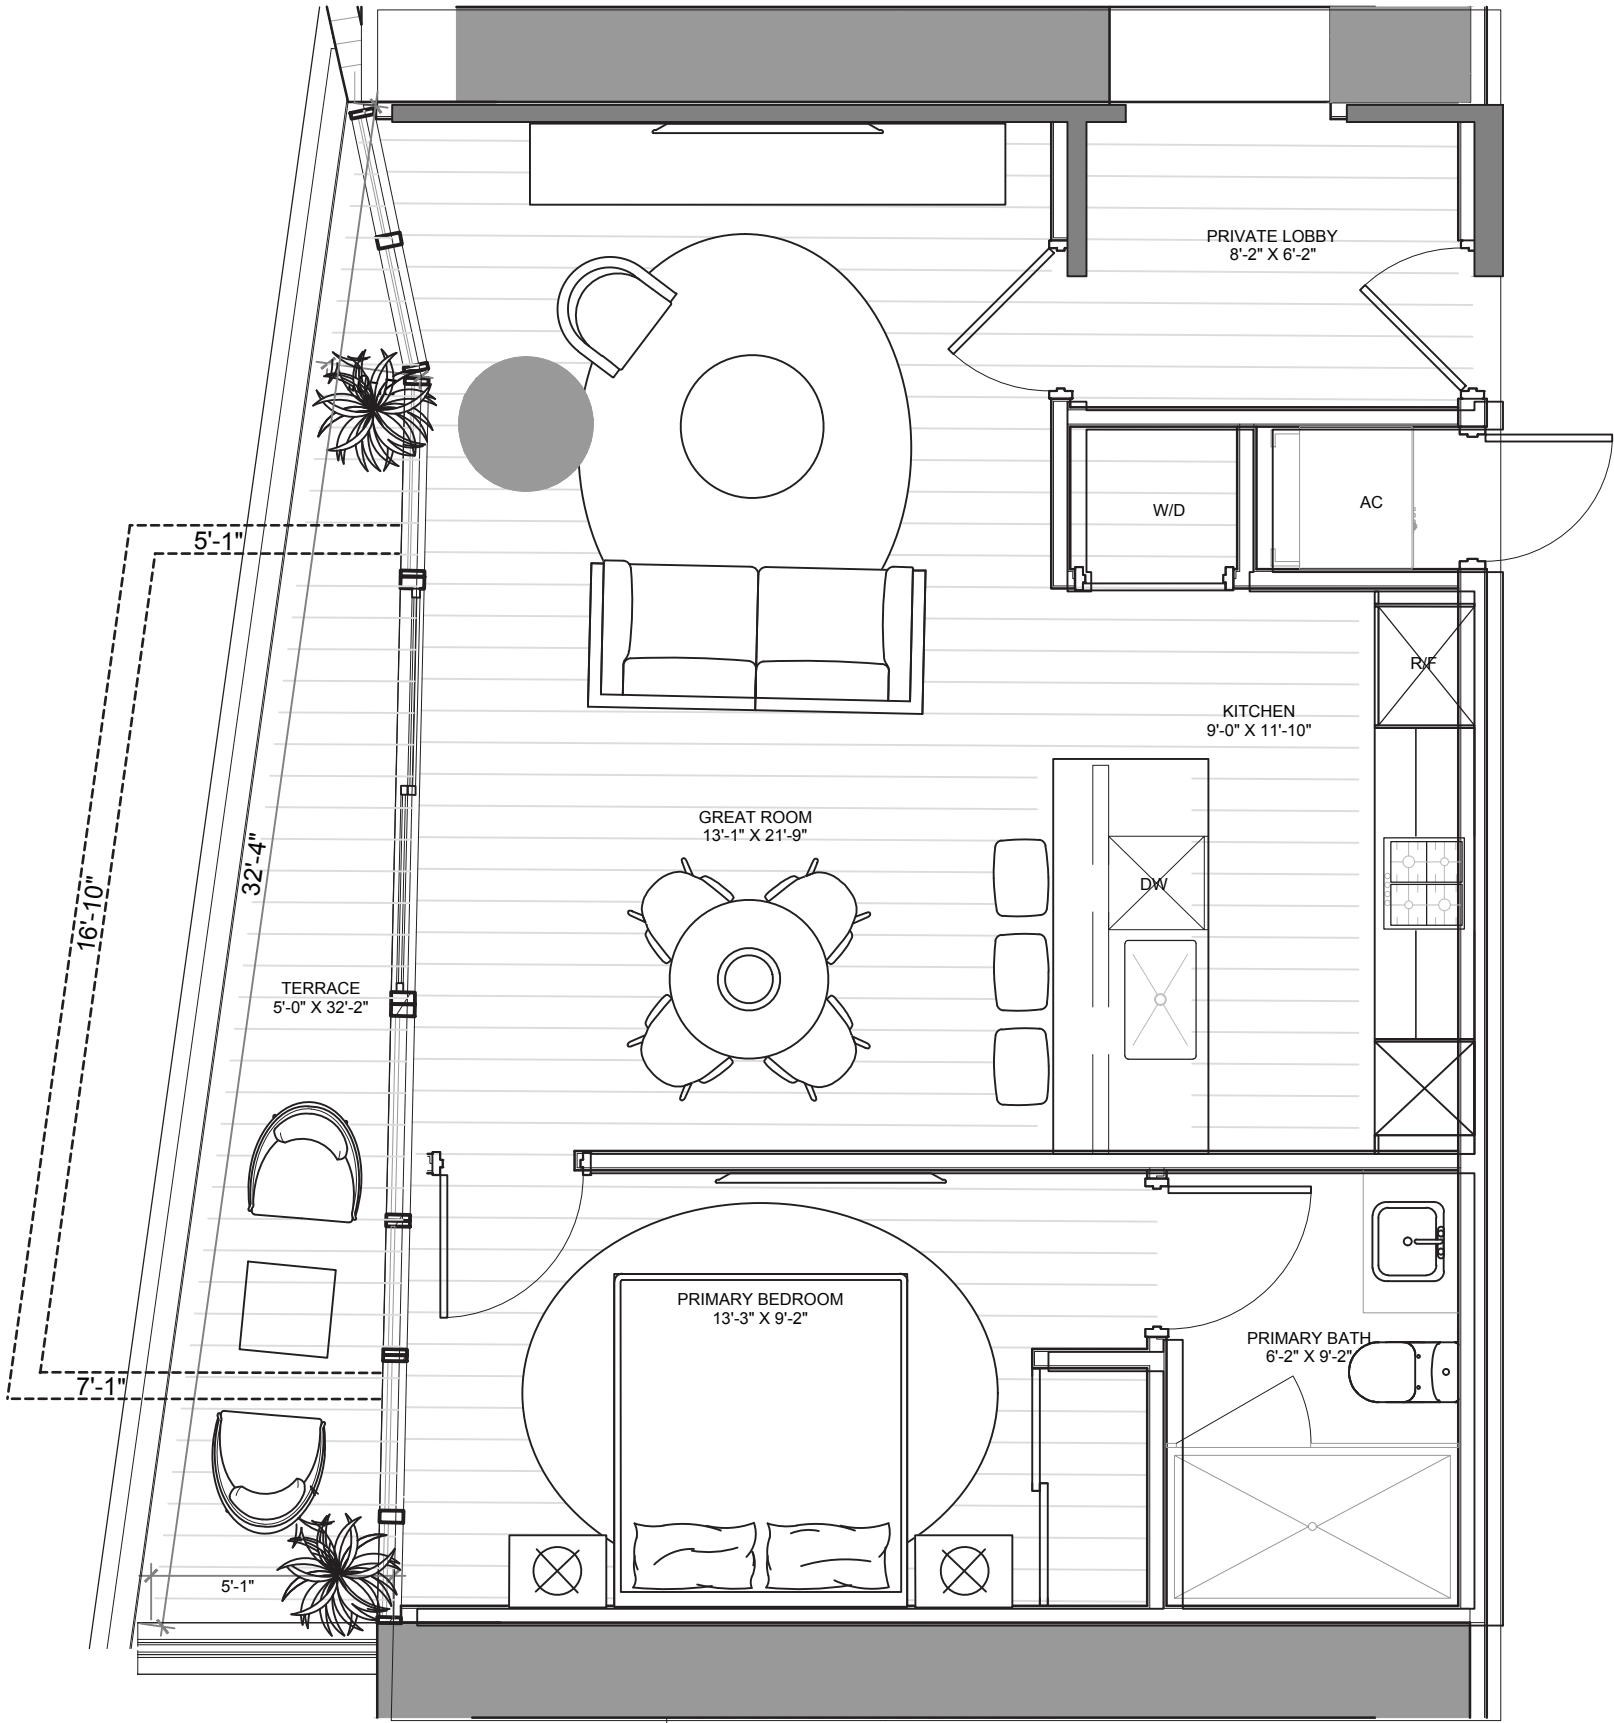 PRIVATE LOBBY
8'-2" X 6'-2"
W/D
AC
5'-1"
R/F
KITCHEN
9'-0" X 11'-10"
GREAT ROOM
13'-1" X 21'-9"
32'-4"
DW
16'-10"
TERRACE
5'-0" X 32'-2"
PRIMARY BEDROOM
13'-3" X 9'-2"
PRIMARY BATH
6'-2" X 9'-2"
7'-1"
5'-1"